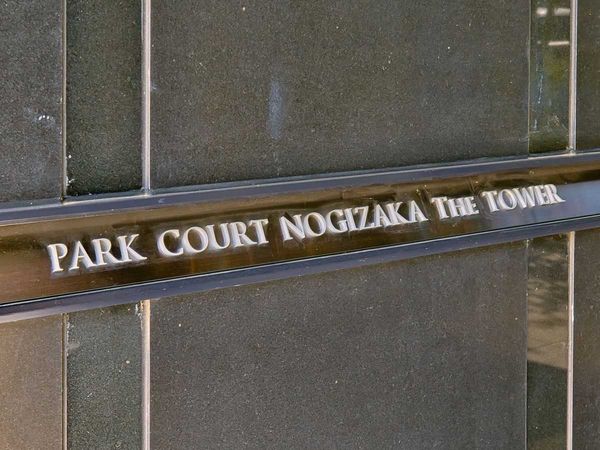 PARK COURT NOGIZAKA THE TOWER